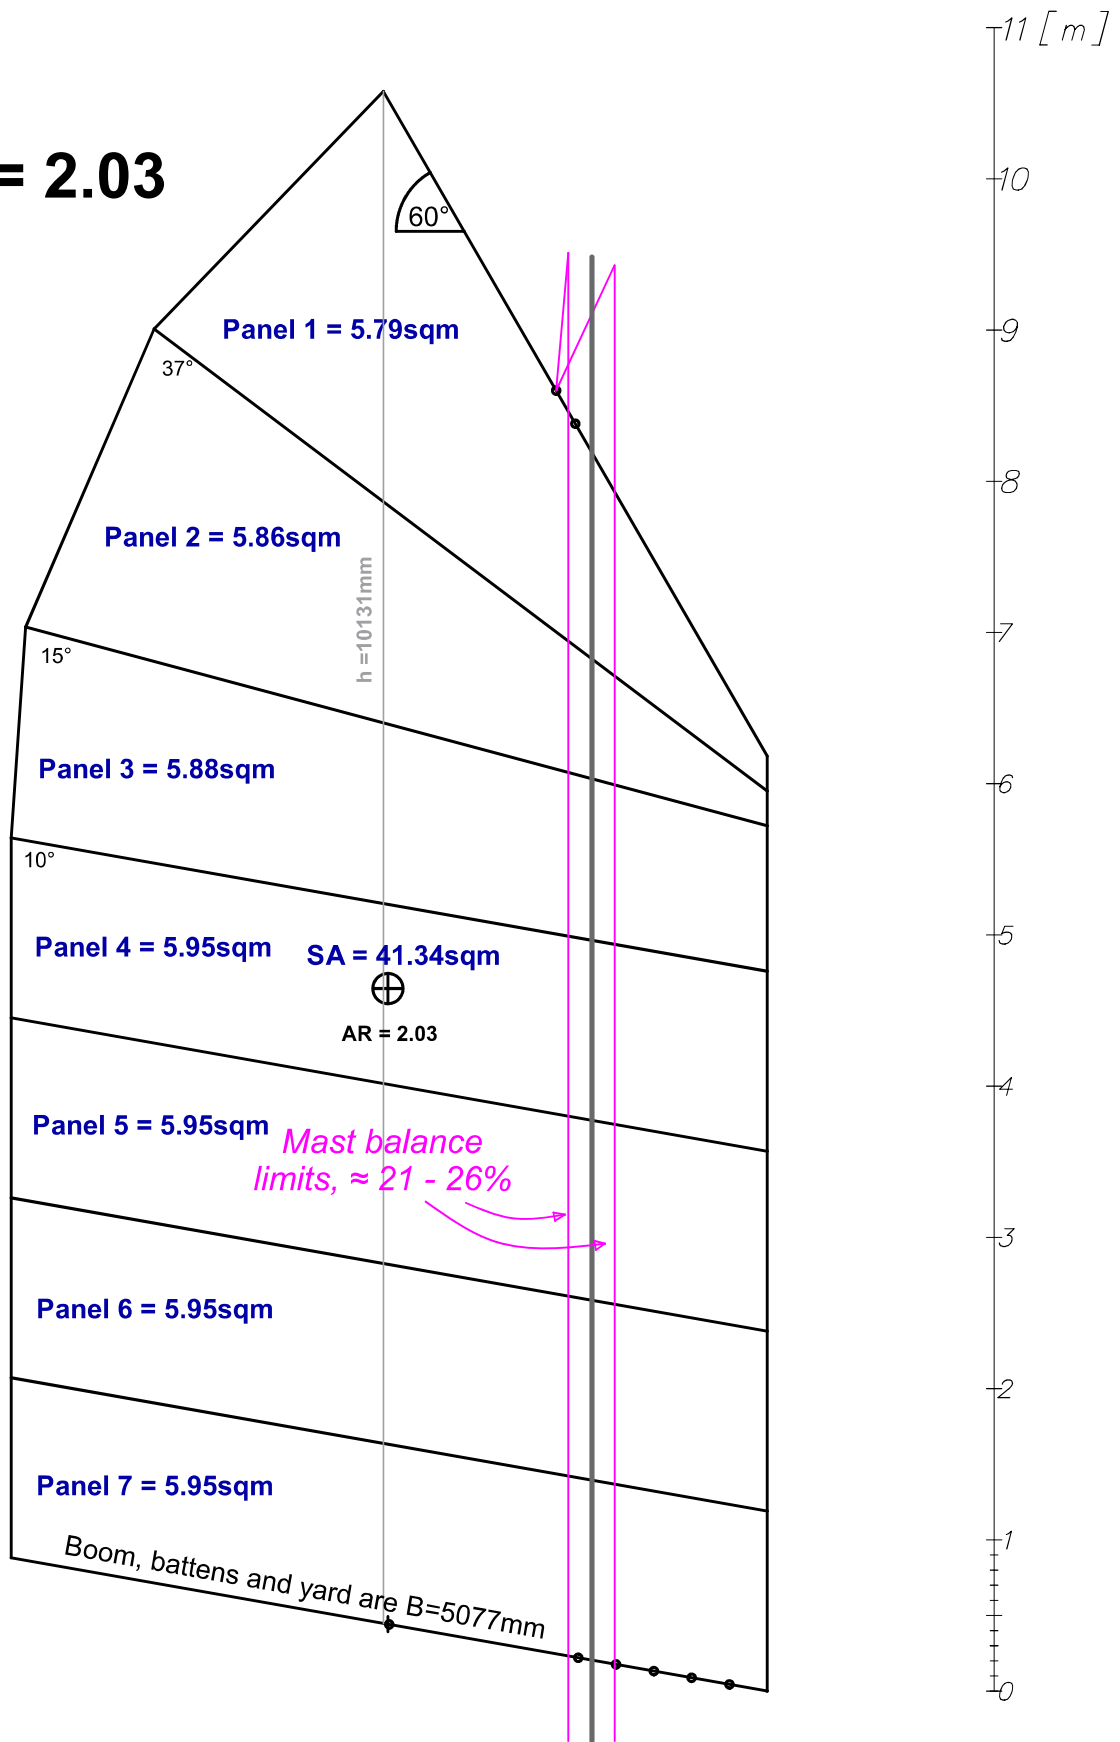 11 [m]
= 2.03
10
60°
Panel 1 = 5.79sqm
9
37°
8
Panel 2 = 5.86sqm
h =10131mm
7
15°
Panel 3 = 5.88sqm
6
10°
Panel 4 = 5.95sqm
SA = 41.34sqm
5
AR = 2.03
4
Panel 5 = 5.95sqm
Mast balance
limits, ≈ 21 - 26%
3
Panel 6 = 5.95sqm
2
Panel 7 = 5.95sqm
1
Boom, battens and yard are B=5077mm
0